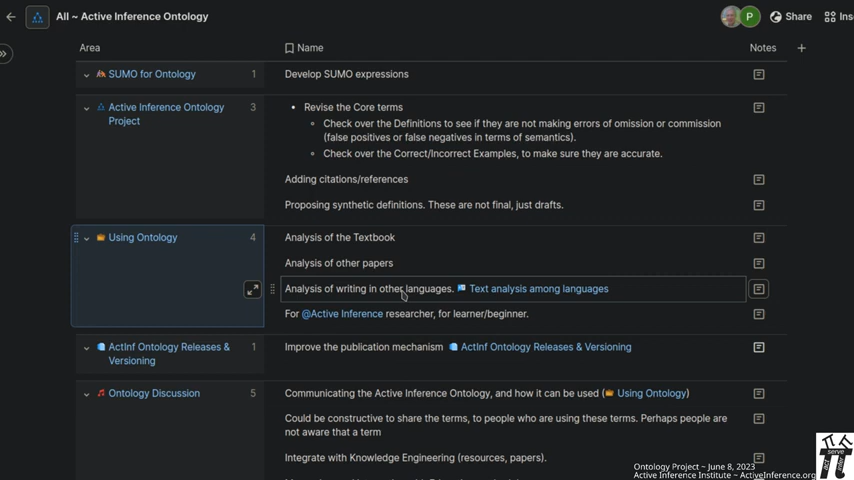 All ~ Active Inference Ontology
P
Share
Ins
Area
Name
Notes
SUMO for Ontology 1
Develop SUMO expressions
Active Inference Ontology 3
Project
• Revise the Core terms
Check over the Definitions to see if they are not making errors of omission or commission
(false positives or false negatives in terms of semantics).
Check over the Correct/Incorrect Examples, to make sure they are accurate.
Adding citations/references
Proposing synthetic definitions. These are not final, just drafts.
Using Ontology 4
Analysis of the Textbook
Analysis of other papers
Analysis of writing in other languages. Text analysis among languages
For @Active Inference researcher, for learner/beginner.
ActInf Ontology Releases & 1
Versioning
Improve the publication mechanism ActInf Ontology Releases & Versioning
Ontology Discussion 5
Communicating the Active Inference Ontology, and how it can be used ( Using Ontology)
Could be constructive to share the terms, to people who are using these terms. Perhaps people are
not aware that a term
Integrate with Knowledge Engineering (resources, papers).
serve
Ontology Project ~ June 8, 2023
Active Inference Institute ~ ActiveInference.org